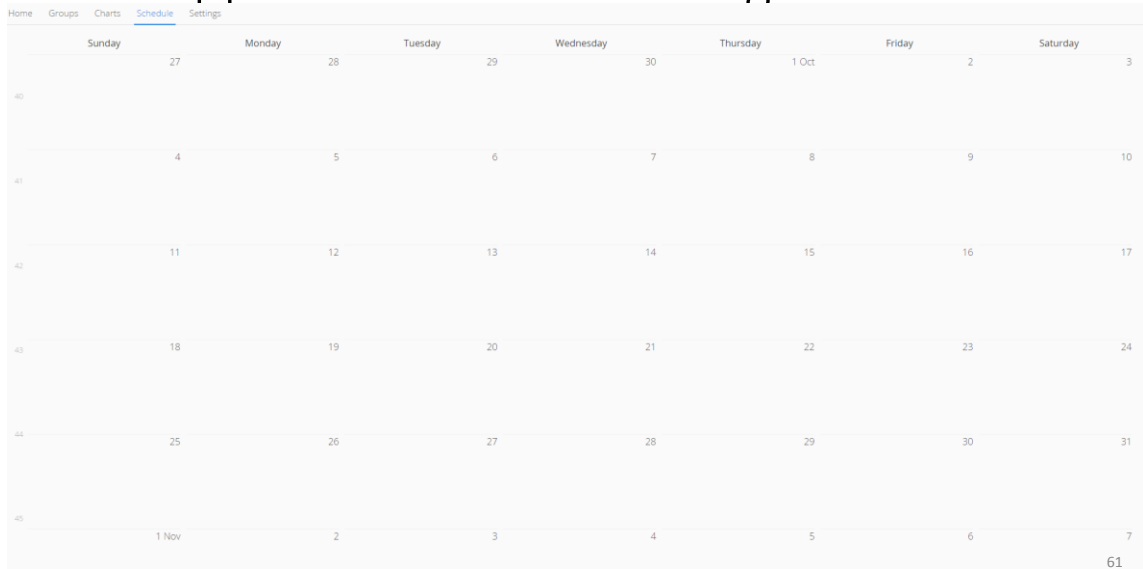 Home Groups Charts Schedule Settings
Sunday Monday Tuesday Wednesday Thursday Friday Saturday
27 28 29 30 1 Oct 2 3
40
4 5 6 7 8 9 10
41
11 12 13 14 15 16 17
42
18 19 20 21 22 23 24
43
44
25 26 27 28 29 30 31
45
1 Nov 2 3 4 5 6 7
61